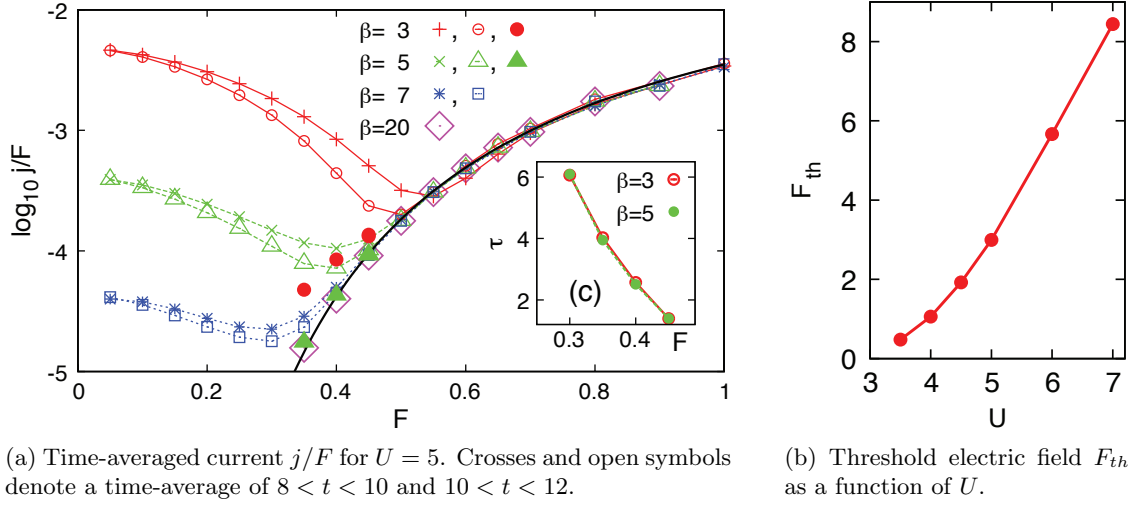 -2
-3
-4
-5
log10 j/F
0
0.2
0.4
0.6
0.8
1
F
β= 3 , ,
β= 5 , ,
β= 7 ,
β=20
6
4
2
τ
β=3
β=5
(c)
0.3
0.4
F
8
6
4
2
0
Fth
3
4
5
6
7
U
(a) Time-averaged current j/F for U = 5. Crosses and open symbols
denote a time-average of 8 < t < 10 and 10 < t < 12.
(b) Threshold electric field Fth
as a function of U.